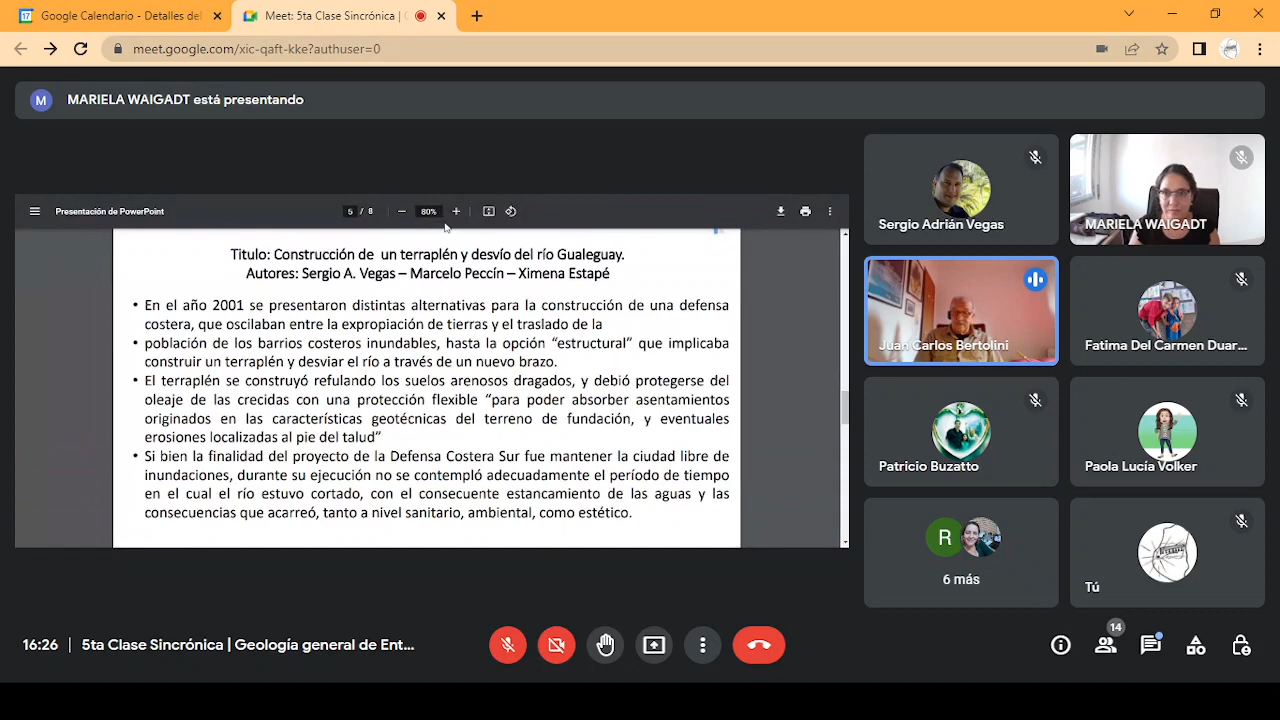 17
Google Calendario - Detalles del
Meet: 5ta Clase Sincrónica | G
meet.google.com/xic-qaft-kke?authuser=0
M
MARIELA WAIGADT está presentando
Presentación de PowerPoint
5 / 8
80%
Titulo: Construcción de un terraplén y desvío del río Gualeguay.
Autores: Sergio A. Vegas – Marcelo Peccín – Ximena Estapé
• En el año 2001 se presentaron distintas alternativas para la construcción de una defensa
costera, que oscilaban entre la expropiación de tierras y el traslado de la
• población de los barrios costeros inundables, hasta la opción “estructural” que implicaba
construir un terraplén y desviar el río a través de un nuevo brazo.
• El terraplén se construyó refulando los suelos arenosos dragados, y debió protegerse del
oleaje de las crecidas con una protección flexible “para poder absorber asentamientos
originados en las características geotécnicas del terreno de fundación, y eventuales
erosiones localizadas al pie del talud”
• Si bien la finalidad del proyecto de la Defensa Costera Sur fue mantener la ciudad libre de
inundaciones, durante su ejecución no se contempló adecuadamente el período de tiempo
en el cual el río estuvo cortado, con el consecuente estancamiento de las aguas y las
consecuencias que acarreó, tanto a nivel sanitario, ambiental, como estético.
Sergio Adrián Vegas
MARIELA WAIGADT
Juan Carlos Bertolini
Fatima Del Carmen Duar...
Patricio Buzatto
Paola Lucía Volker
R
6 más
Tú
16:26 | 5ta Clase Sincrónica | Geología general de Ent...
14